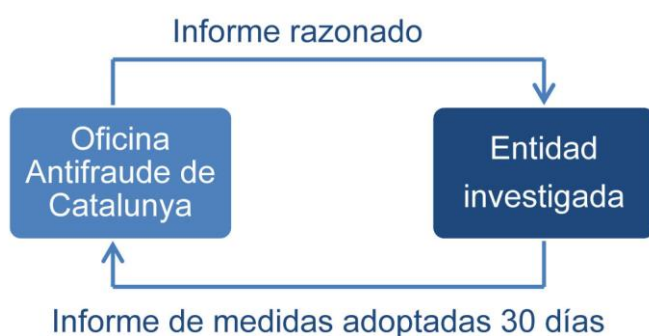 Informe razonado
Oficina
Antifraude de
Catalunya
Entidad
investigada
Informe de medidas adoptadas 30 días